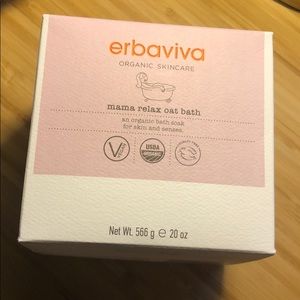 erbaviva
ORGANIC SKINCARE
mama relax oat bath
an organic bath soak
for skin and senses
VEGAN
USDA
ORGANIC
Net Wt. 566 g ℮ 20 oz